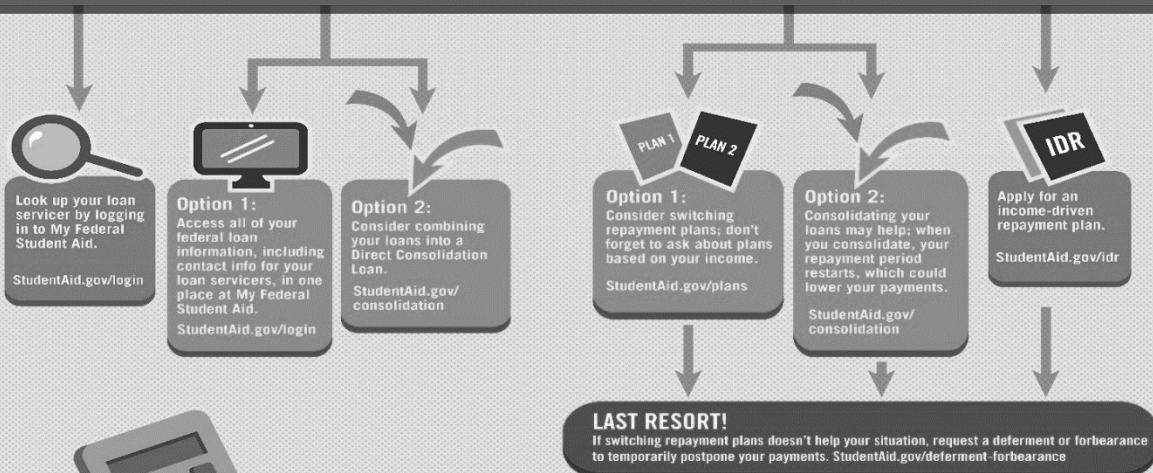 Look up your loan
servicer by logging
in to My Federal
Student Aid.
StudentAid.gov/login
Option 1:
Access all of your
federal loan
information, including
contact info for your
loan servicers, in one
place at My Federal
Student Aid.
StudentAid.gov/login
Option 2:
Consider combining
your loans into a
Direct Consolidation
Loan.
StudentAid.gov/
consolidation
PLAN 1
PLAN 2
Option 1:
Consider switching
repayment plans; don't
forget to ask about plans
based on your income.
StudentAid.gov/plans
Option 2:
Consolidating your
loans may help; when
you consolidate, your
repayment period
restarts, which could
lower your payments.
StudentAid.gov/
consolidation
IDR
Apply for an
income-driven
repayment plan.
StudentAid.gov/idr
LAST RESORT!
If switching repayment plans doesn't help your situation, request a deferment or forbearance
to temporarily postpone your payments. StudentAid.gov/deferment-forbearance